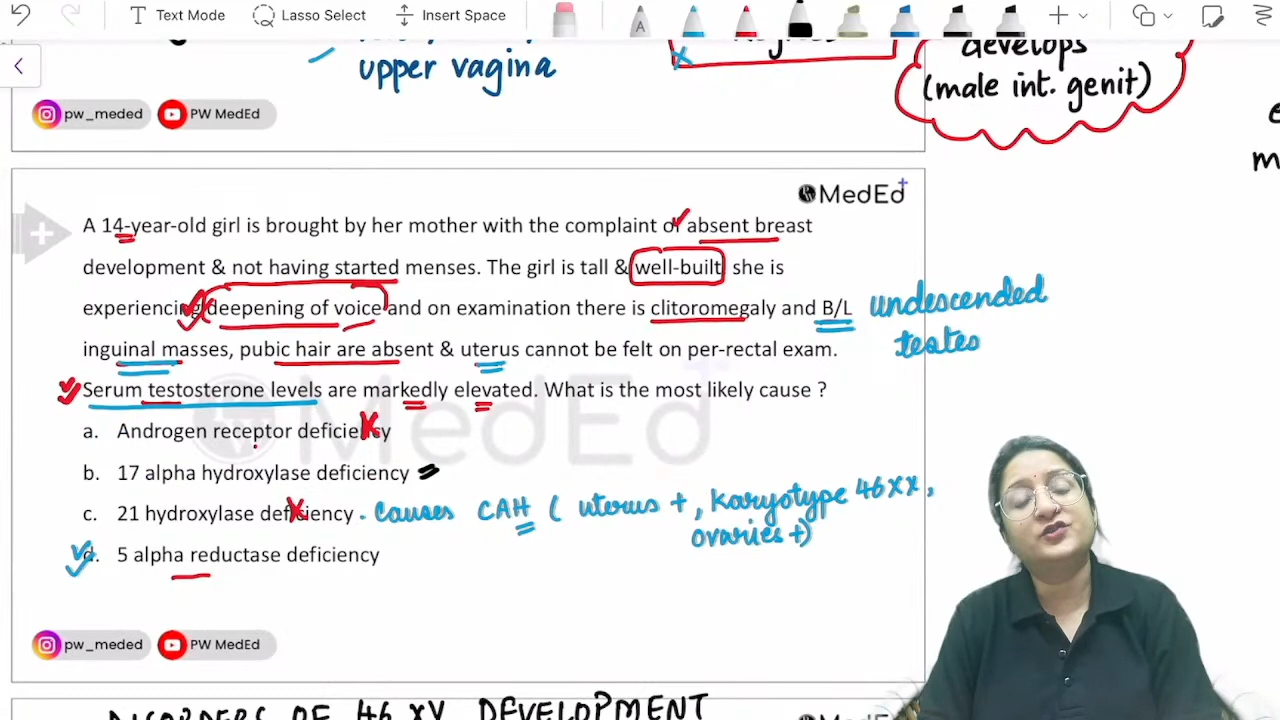 Text Mode Lasso Select Insert Space
upper vagina
develops
(male int. genit)
pw_meded PW MedEd
MedEd
A 14-year-old girl is brought by her mother with the complaint of absent breast
development & not having started menses. The girl is tall & well-built she is
experiencing deepening of voice and on examination there is clitoromegaly and B/L undescended
testes
inguinal masses, pubic hair are absent & uterus cannot be felt on per-rectal exam.
Serum testosterone levels are markedly elevated. What is the most likely cause ?
MedEd
a. Androgen receptor deficiency
b. 17 alpha hydroxylase deficiency
c. 21 hydroxylase deficiency . causes CAH ( uterus +, karyotype 46XX,
ovaries +)
d. 5 alpha reductase deficiency
pw_meded PW MedEd
DISORDERS OF 46 XY DEVELOPMENT
MedEd